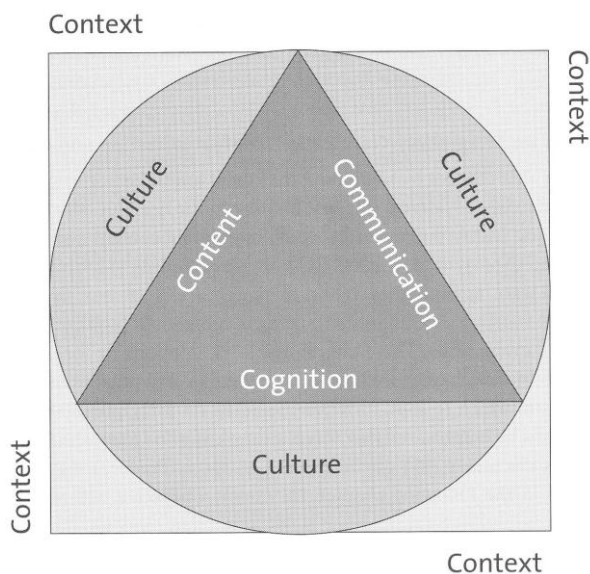 Context
Context
Culture
Culture
Content
Communication
Cognition
Culture
Context
Context